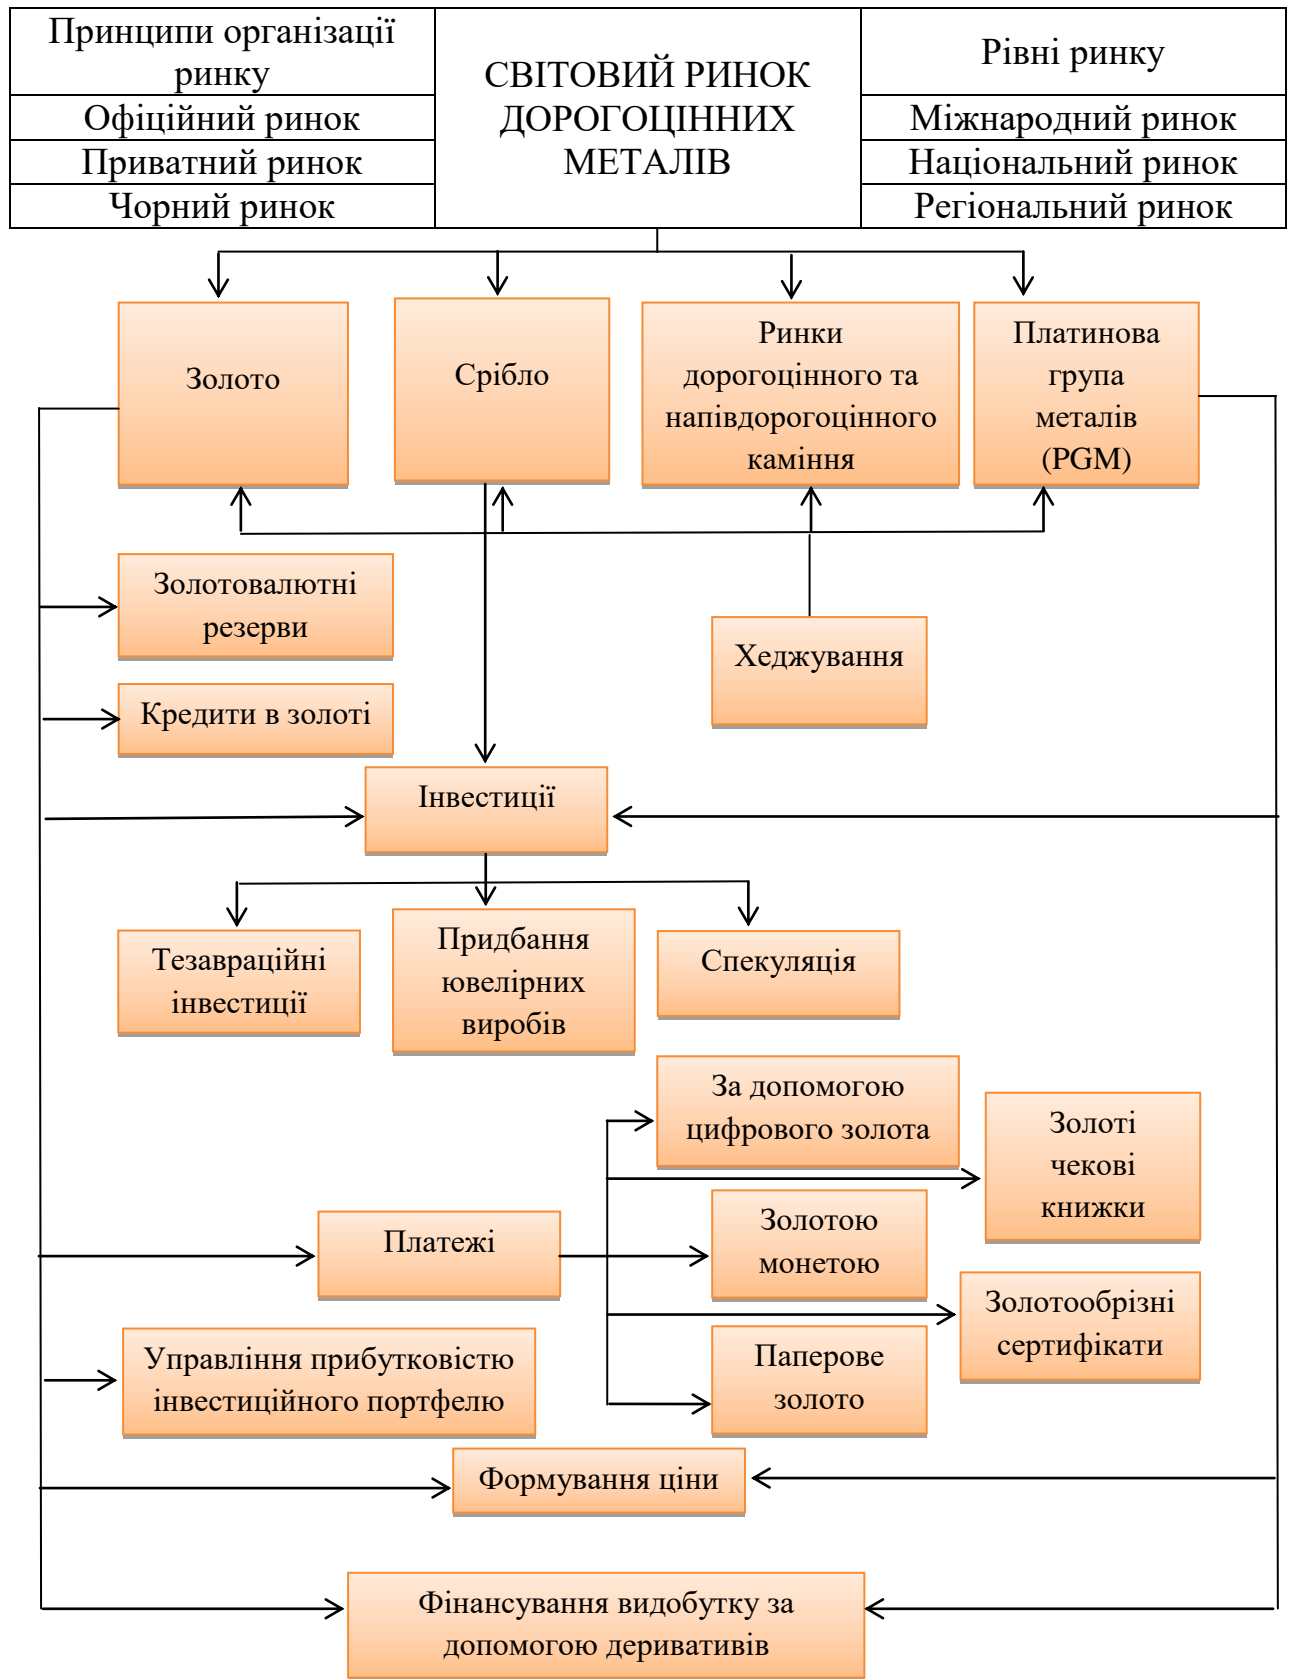 Принципи організації
ринку
Офіційний ринок
Приватний ринок
Чорний ринок
СВІТОВИЙ РИНОК
ДОРОГОЦІННИХ
МЕТАЛІВ
Рівні ринку
Міжнародний ринок
Національний ринок
Регіональний ринок
Золото
Срібло
Ринки
дорогоцінного та
напівдорогоцінного
каміння
Платинова
група
металів
(PGM)
Золотовалютні
резерви
Хеджування
Кредити в золоті
Інвестиції
Тезавраційні
інвестиції
Придбання
ювелірних
виробів
Спекуляція
За допомогою
цифрового золота
Золоті
чекові
книжки
Платежі
Золотою
монетою
Золотообрізні
сертифікати
Управління прибутковістю
інвестиційного портфелю
Паперове
золото
Формування ціни
Фінансування видобутку за
допомогою деривативів